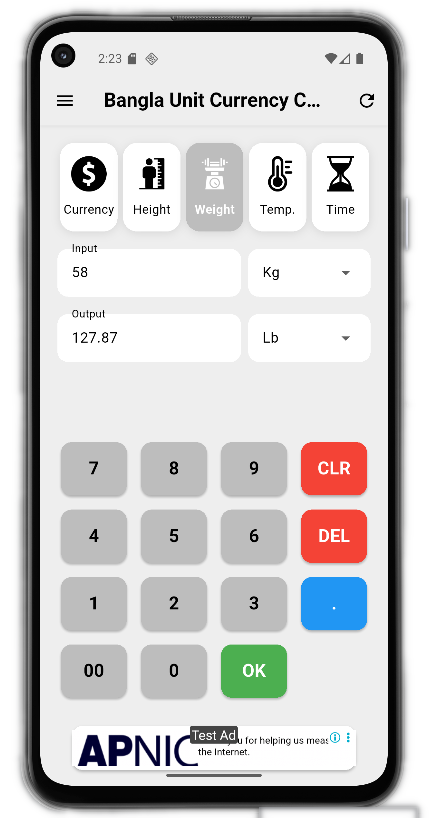 2:23
Bangla Unit Currency C...
Currency Height Weight Temp. Time
Input
58 Kg
Output
127.87 Lb
7 8 9 CLR
4 5 6 DEL
1 2 3 .
00 0 OK
Test Ad
APNIC
you for helping us meas
the Internet.